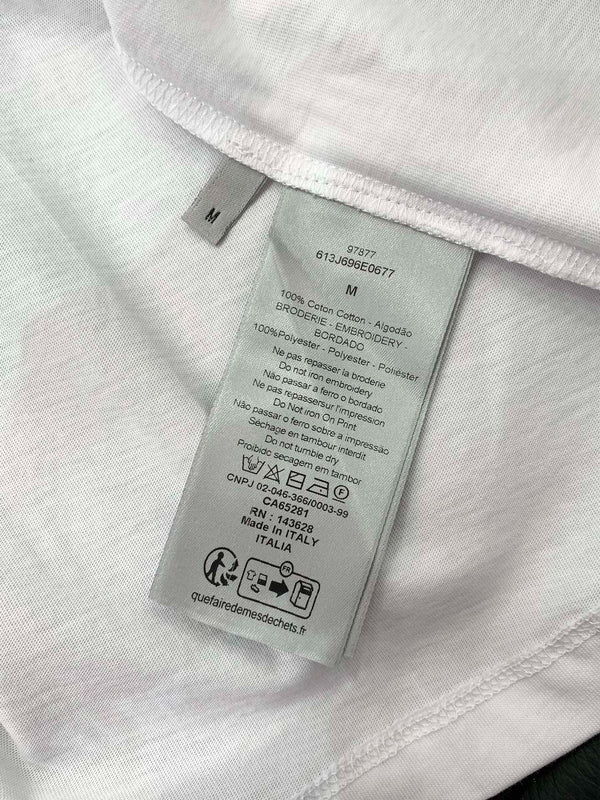 M
97877
613J696E0677
M
100% Coton Cotton - Algodão
BRODERIE - EMBROIDERY -
BORDADO
100%Polyester - Polyester - Poliéster
Ne pas repasser la broderie
Do not iron embroidery
Não passar a ferro o bordado
Ne pas repassersur l'impression
Do Not iron On Print
Não passar o ferro sobre a impressão
Séchage en tambour interdit
Do not tumble dry
Proibido secagem em tambor
F
CNPJ 02-046-366/0003-99
CA65281
RN : 143628
Made In ITALY
ITALIA
FR
quefairedemesdechets.fr